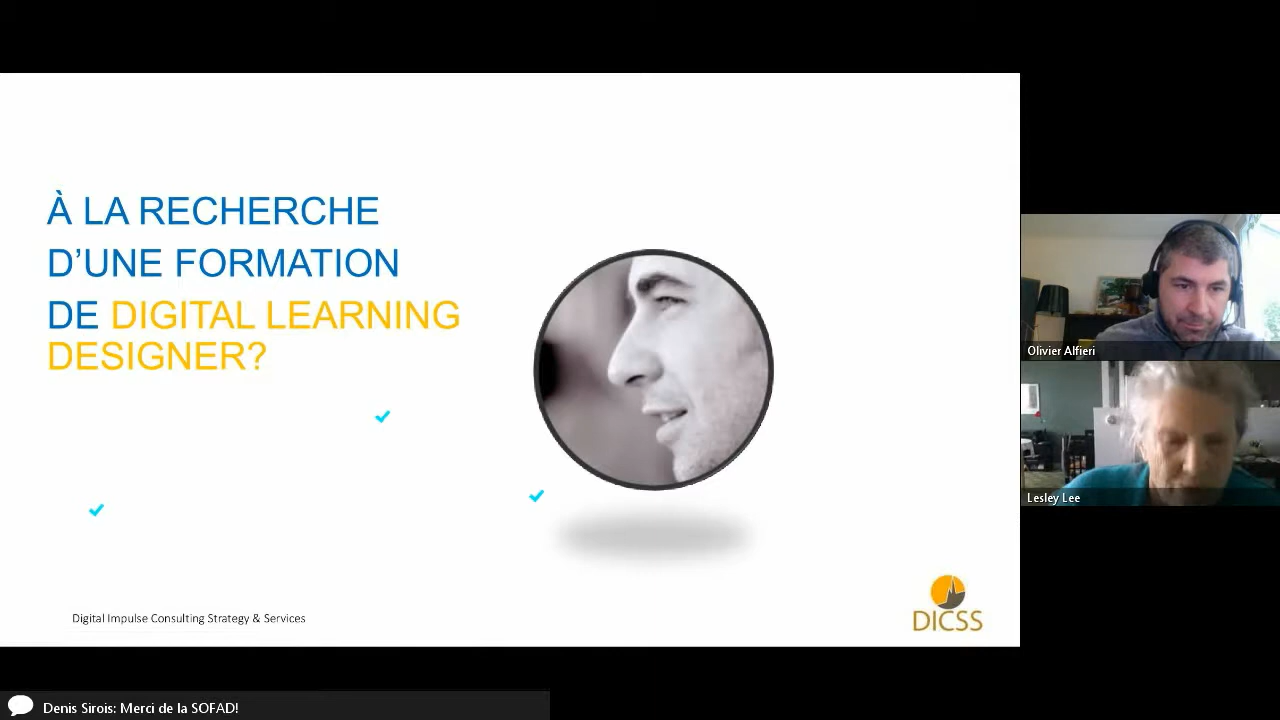 À LA RECHERCHE
D’UNE FORMATION
DE DIGITAL LEARNING
DESIGNER?
Digital Impulse Consulting Strategy & Services
DICSS
Olivier Alfieri
Lesley Lee
Denis Sirois: Merci de la SOFAD!